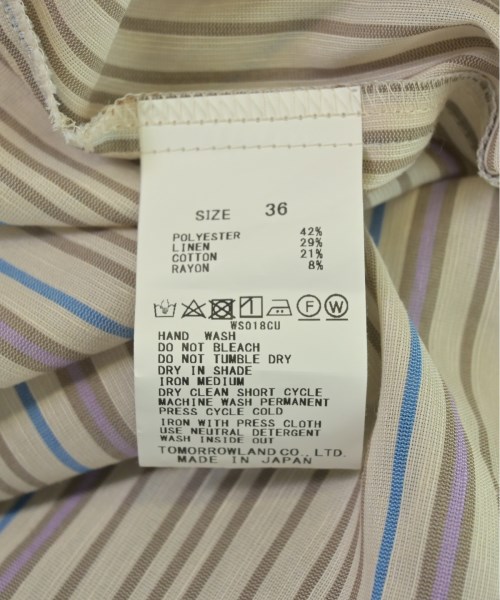 SIZE 36
POLYESTER 42%
LINEN 29%
COTTON 21%
RAYON 8%
F W
WS018CU
HAND WASH
DO NOT BLEACH
DO NOT TUMBLE DRY
DRY IN SHADE
IRON MEDIUM
DRY CLEAN SHORT CYCLE
MACHINE WASH PERMANENT
PRESS CYCLE COLD
IRON WITH PRESS CLOTH
USE NEUTRAL DETERGENT
WASH INSIDE OUT
TOMORROWLAND CO., LTD.
MADE IN JAPAN